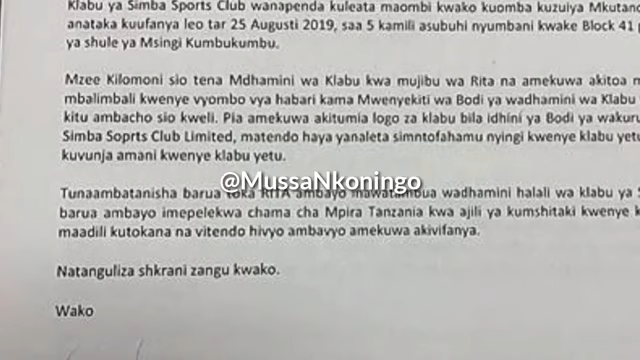 Klabu ya Simba Sports Club wanapenda kuleata maombi kwako kuomba kuzuiya Mkutano
anataka kuufanya leo tar 25 Augusti 2019, saa 5 kamili asubuhi nyumbani kwake Block 41
ya shule ya Msingi Kumbukumbu.
Mzee Kilomoni sio tena Mdhamini wa Klabu kwa mujibu wa Rita na amekuwa akitoa
mbalimbali kwenye vyombo vya habari kama Mwenyekiti wa Bodi ya wadhamini wa Klabu
kitu ambacho sio kweli. Pia amekuwa akitumia logo za klabu bila idhini ya Bodi ya
Simba Soprts Club Limited, matendo haya yanaleta simntofahamu nyingi kwenye klabu
kuvunja amani kwenye klabu yetu.
@MussaNkoningo
Tunaambatanisha barua toka RITA ambayo wadhamini halali wa klabu ya
barua ambayo imepelekwa chama cha Mpira Tanzania kwa ajili ya kumshitaki kwenye
maadili kutokana na vitendo hivyo ambavyo amekuwa akivifanya.
Natanguliza shkrani zangu kwako.
Wako